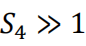 S₄ ≫ 1